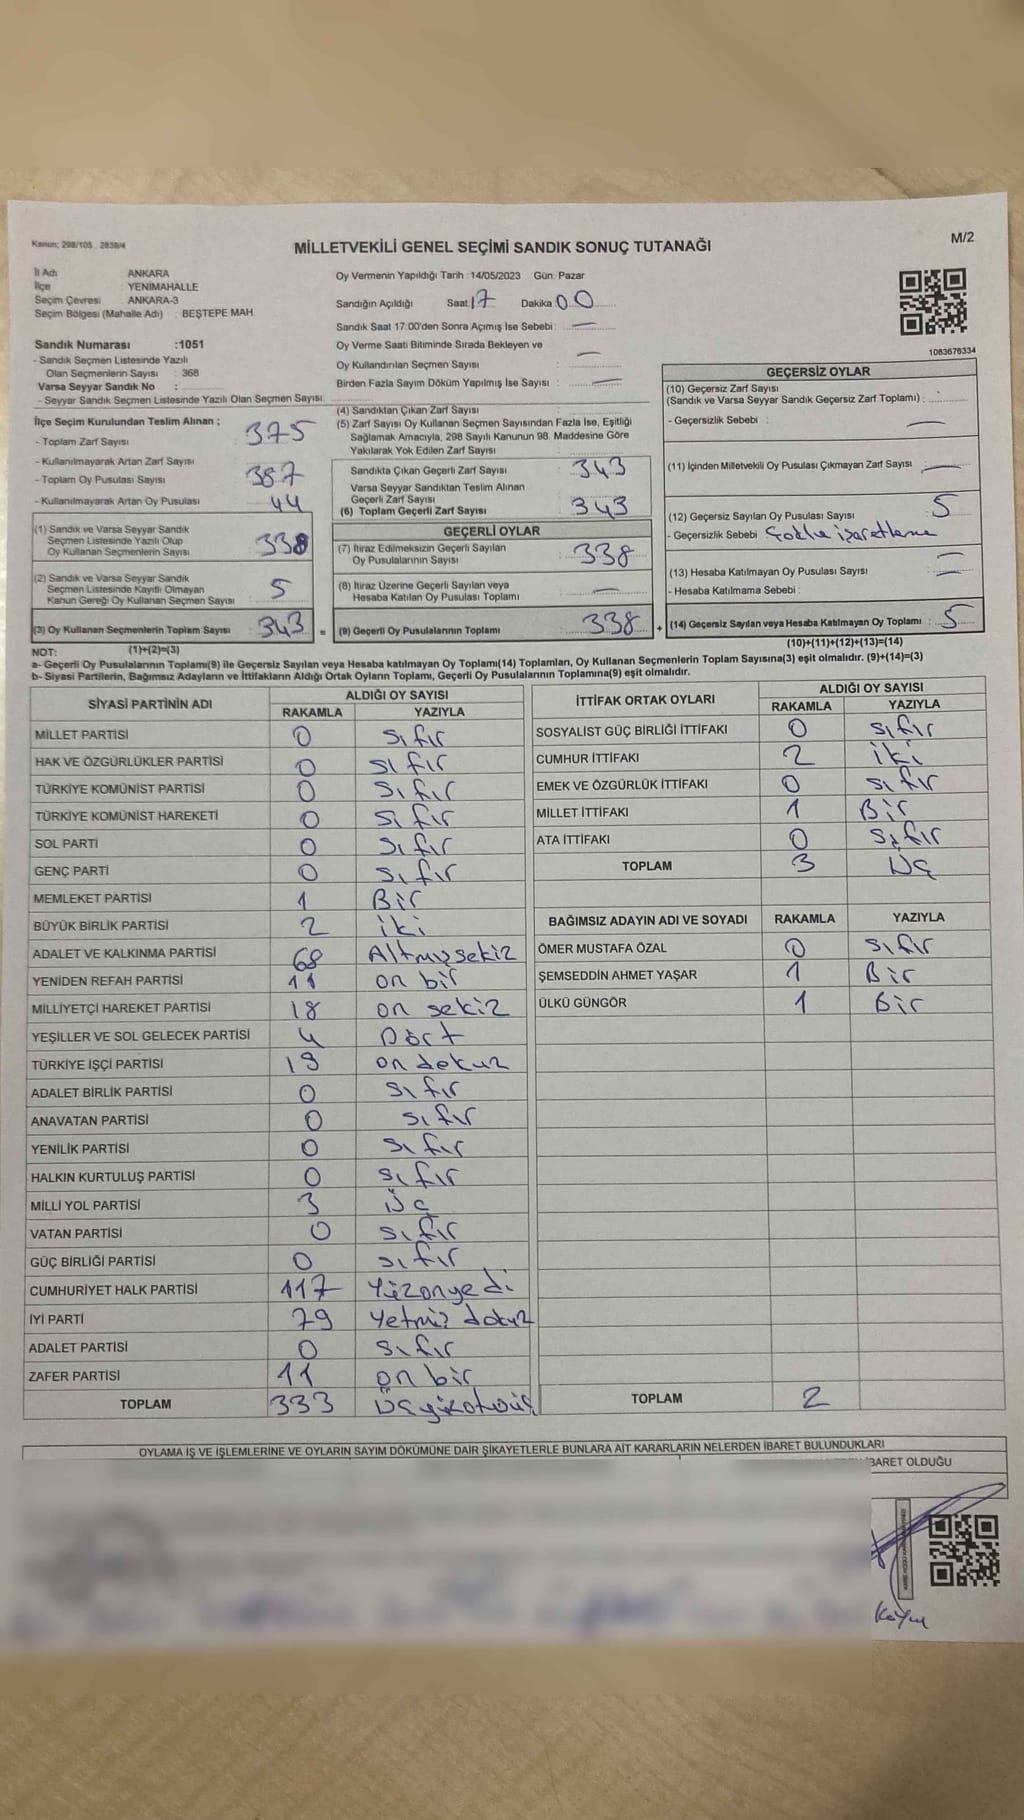 Kanun; 298/105 , 2839/4
MİLLETVEKİLİ GENEL SEÇİMİ SANDIK SONUÇ TUTANAĞI
M/2
İl Adı ANKARA
İlçe YENİMAHALLE
Seçim Çevresi : ANKARA-3
Seçim Bölgesi (Mahalle Adı) : BEŞTEPE MAH.
Sandık Numarası :1051
- Sandık Seçmen Listesinde Yazılı
Olan Seçmenlerin Sayısı : 368
Varsa Seyyar Sandık No :
- Seyyar Sandık Seçmen Listesinde Yazılı Olan Seçmen Sayısı:
Oy Vermenin Yapıldığı Tarih : 14/05/2023 Gün: Pazar
Sandığın Açıldığı Saat: 17 Dakika: 00
Sandık Saat 17:00'den Sonra Açımış İse Sebebi : —
Oy Verme Saati Bitiminde Sırada Bekleyen ve
Oy Kullandırılan Seçmen Sayısı : —
Birden Fazla Sayım Döküm Yapılmış İse Sayısı : —
1083676334
İlçe Seçim Kurulundan Teslim Alınan ;
- Toplam Zarf Sayısı 375
- Kullanılmayarak Artan Zarf Sayısı
- Toplam Oy Pusulası Sayısı 387
- Kullanılmayarak Artan Oy Pusulası 44
(1) Sandık ve Varsa Seyyar Sandık
Seçmen Listesinde Yazılı Olup
Oy Kullanan Seçmenlerin Sayısı 338
(2) Sandık ve Varsa Seyyar Sandık
Seçmen Listesinde Kayıtlı Olmayan
Kanun Gereği Oy Kullanan Seçmen Sayısı 5
(3) Oy Kullanan Seçmenlerin Toplam Sayısı 343 =
(4) Sandıktan Çıkan Zarf Sayısı
(5) Zarf Sayısı Oy Kullanan Seçmen Sayısından Fazla İse, Eşitliği
Sağlamak Amacıyla, 298 Sayılı Kanunun 98. Maddesine Göre
Yakılarak Yok Edilen Zarf Sayısı
Sandıkta Çıkan Geçerli Zarf Sayısı 343
Varsa Seyyar Sandıktan Teslim Alınan
Geçerli Zarf Sayısı
(6) Toplam Geçerli Zarf Sayısı 343
GEÇERLİ OYLAR
(7) İtiraz Edilmeksizin Geçerli Sayılan
Oy Pusulalarının Sayısı 338
(8) İtiraz Üzerine Geçerli Sayılan veya
Hesaba Katılan Oy Pusulası Toplamı —
(9) Geçerli Oy Pusulalarının Toplamı 338 +
GEÇERSİZ OYLAR
(10) Geçersiz Zarf Sayısı
(Sandık ve Varsa Seyyar Sandık Geçersiz Zarf Toplamı) :
- Geçersizlik Sebebi : —
(11) İçinden Milletvekili Oy Pusulası Çıkmayan Zarf Sayısı : —
(12) Geçersiz Sayılan Oy Pusulası Sayısı : 5
- Geçersizlik Sebebi
(13) Hesaba Katılmayan Oy Pusulası Sayısı : —
- Hesaba Katılmama Sebebi : —
(14) Geçersiz Sayılan veya Hesaba Katılmayan Oy Toplamı : 5
NOT: (1)+(2)=(3) (10)+(11)+(12)+(13)=(14)
a- Geçerli Oy Pusulalarının Toplamı(9) ile Geçersiz Sayılan veya Hesaba katılmayan Oy Toplamı(14) Toplamları, Oy Kullanan Seçmenlerin Toplam Sayısına(3) eşit olmalıdır. (9)+(14)=(3)
b- Siyasi Partilerin, Bağımsız Adayların ve İttifakların Aldığı Ortak Oyların Toplamı, Geçerli Oy Pusulalarının Toplamına(9) eşit olmalıdır.
SİYASİ PARTİNİN ADI ALDIĞI OY SAYISI
RAKAMLA YAZIYLA
MİLLET PARTİSİ 0 sıfır
HAK VE ÖZGÜRLÜKLER PARTİSİ 0 sıfır
TÜRKİYE KOMÜNİST PARTİSİ 0 sıfır
TÜRKİYE KOMÜNİST HAREKETİ 0 sıfır
SOL PARTİ 0 sıfır
GENÇ PARTİ 0 sıfır
MEMLEKET PARTİSİ 1 Bir
BÜYÜK BİRLİK PARTİSİ 2 iki
ADALET VE KALKINMA PARTİSİ 68 Altmışsekiz
YENİDEN REFAH PARTİSİ 11 on bir
MİLLİYETÇİ HAREKET PARTİSİ 18 on sekiz
YEŞİLLER VE SOL GELECEK PARTİSİ 4 Dört
TÜRKİYE İŞÇİ PARTİSİ 19 on dokuz
ADALET BİRLİK PARTİSİ 0 sıfır
ANAVATAN PARTİSİ 0 sıfır
YENİLİK PARTİSİ 0 sıfır
HALKIN KURTULUŞ PARTİSİ 0 sıfır
MİLLİ YOL PARTİSİ 3 Üç
VATAN PARTİSİ 0 sıfır
GÜÇ BİRLİĞİ PARTİSİ 0 sıfır
CUMHURİYET HALK PARTİSİ 117 Yüzonyedi
İYİ PARTİ 79 Yetmiş dokuz
ADALET PARTİSİ 0 sıfır
ZAFER PARTİSİ 11 on bir
TOPLAM 333
İTTİFAK ORTAK OYLARI ALDIĞI OY SAYISI
RAKAMLA YAZIYLA
SOSYALİST GÜÇ BİRLİĞİ İTTİFAKI 0 sıfır
CUMHUR İTTİFAKI 2 iki
EMEK VE ÖZGÜRLÜK İTTİFAKI 0 sıfır
MİLLET İTTİFAKI 1 Bir
ATA İTTİFAKI 0 sıfır
TOPLAM 3 Üç
BAĞIMSIZ ADAYIN ADI VE SOYADI RAKAMLA YAZIYLA
ÖMER MUSTAFA ÖZAL 0 sıfır
ŞEMSEDDİN AHMET YAŞAR 1 Bir
ÜLKÜ GÜNGÖR 1 Bir
TOPLAM 2
OYLAMA İŞ VE İŞLEMLERİNE VE OYLARIN SAYIM DÖKÜMÜNE DAİR ŞİKAYETLERLE BUNLARA AİT KARARLARIN NELERDEN İBARET BULUNDUKLARI
BARET OLDUĞU